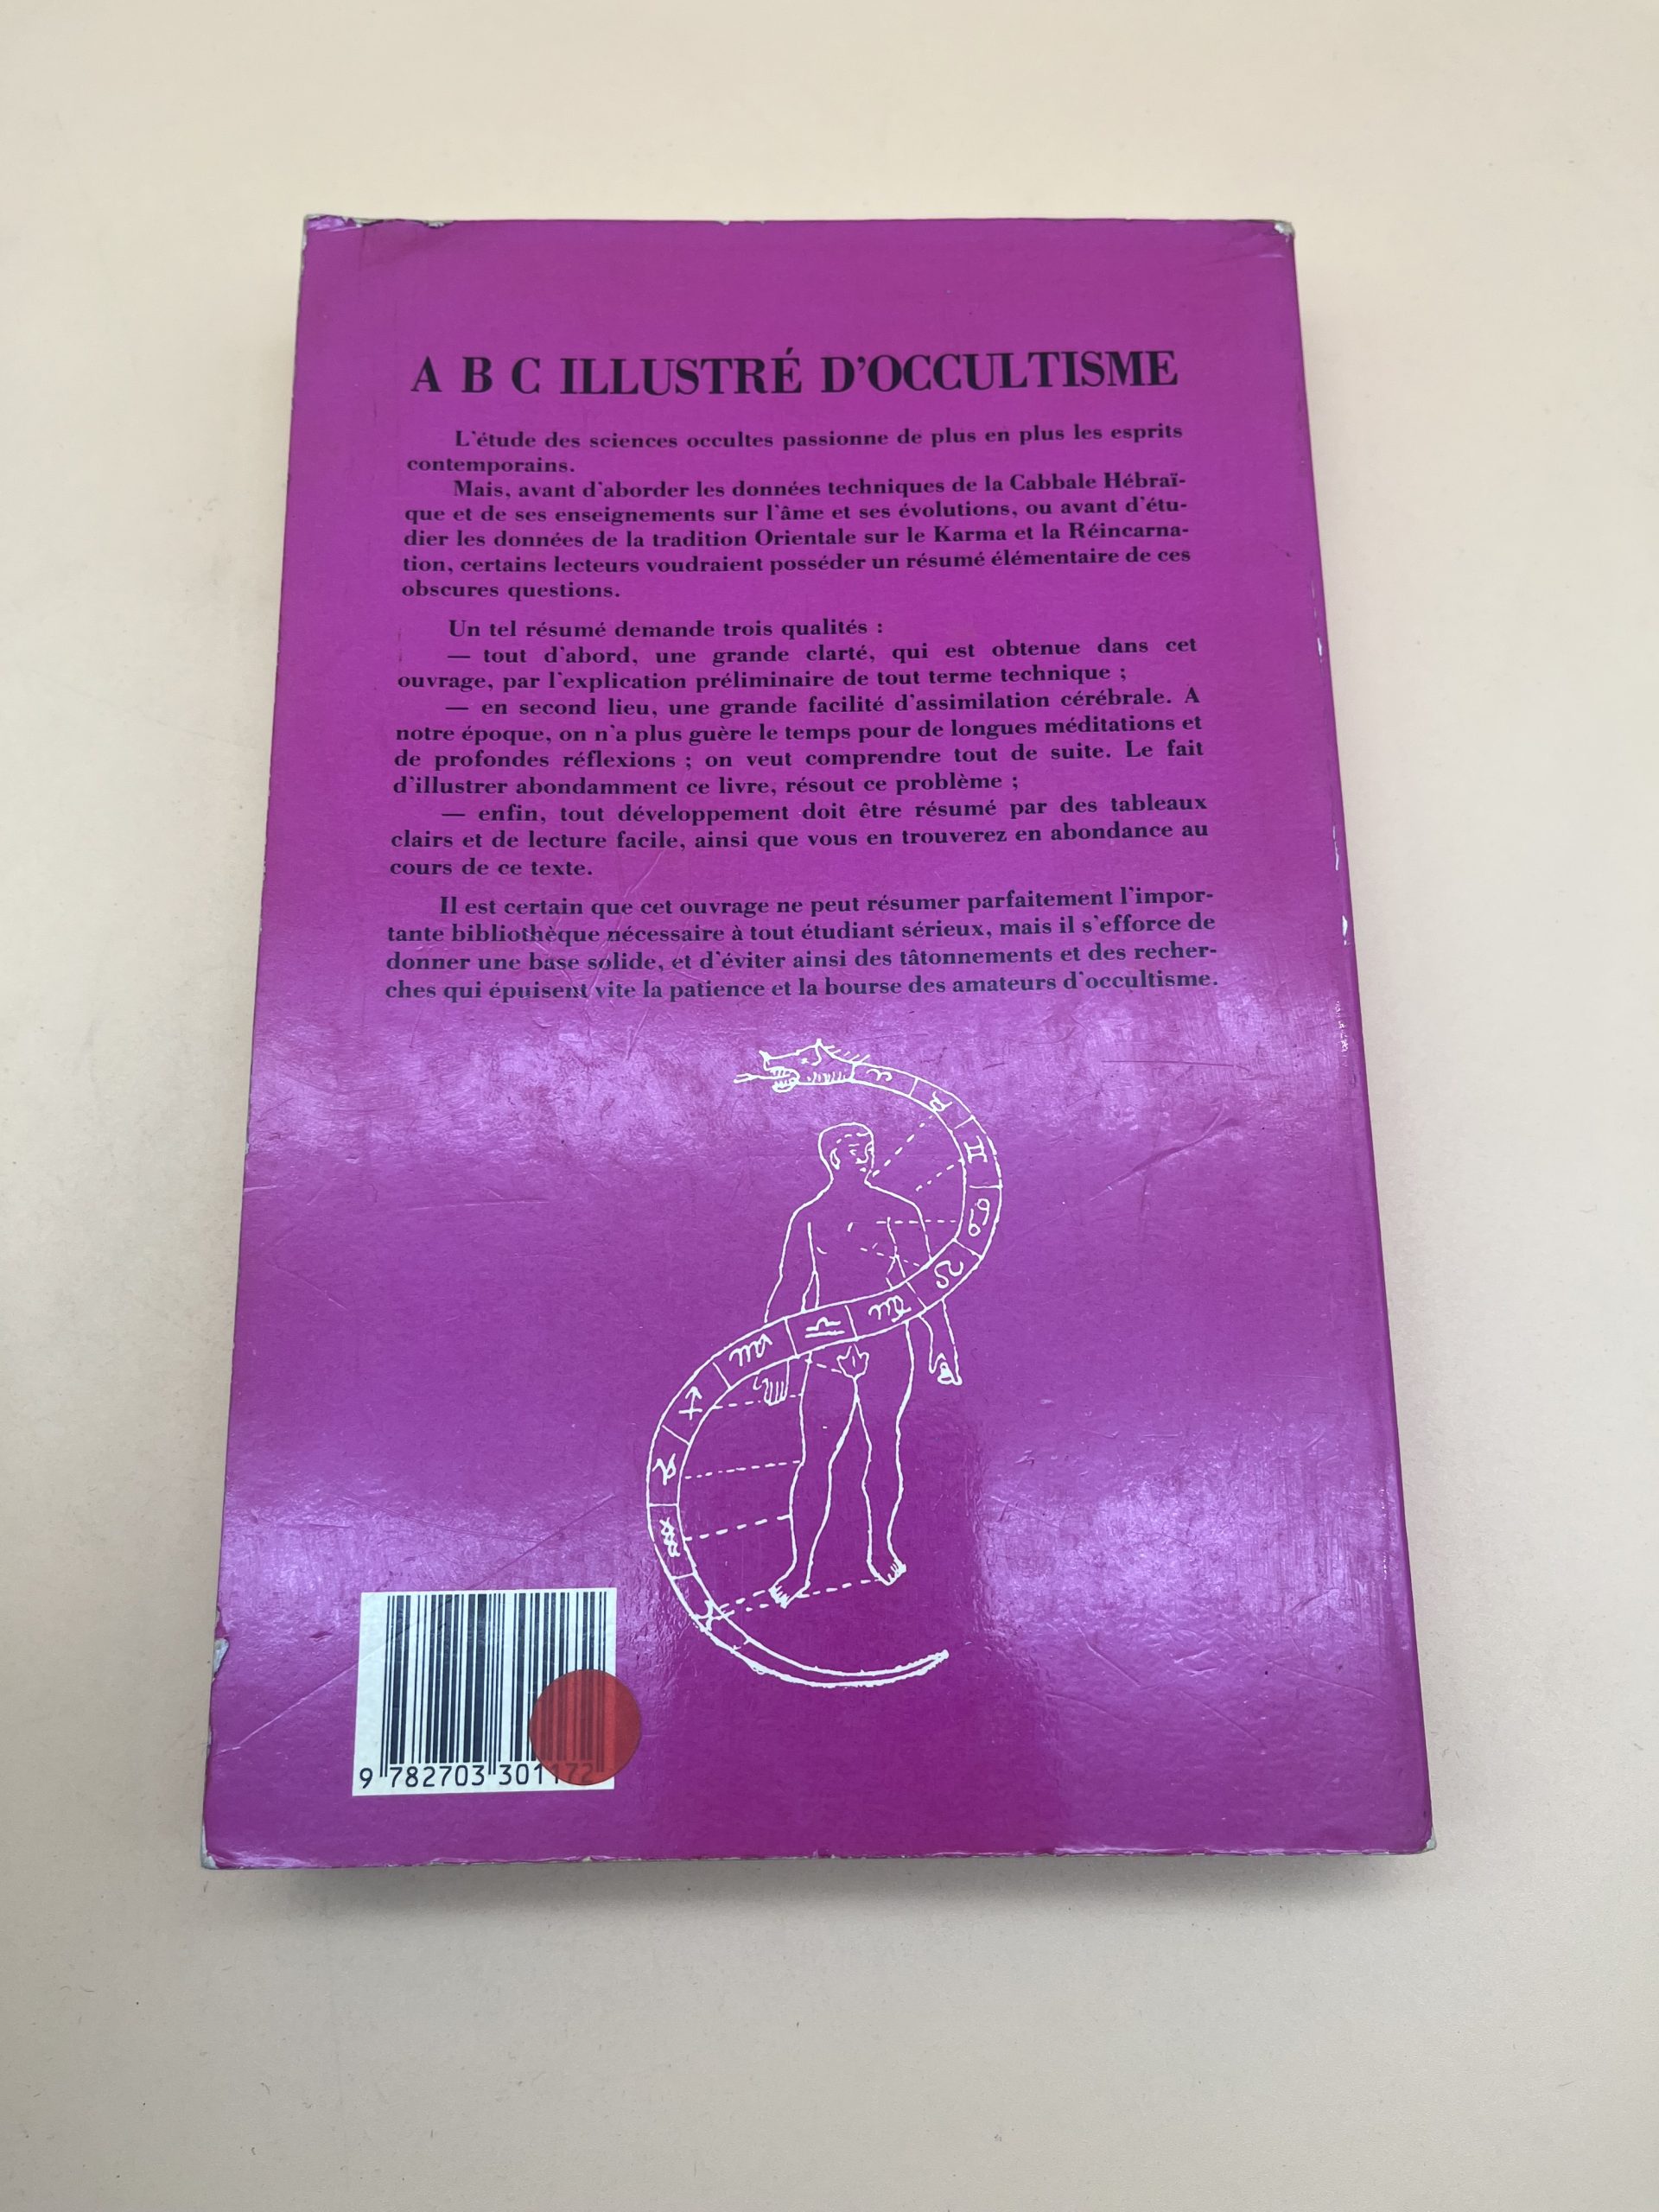 A B C ILLUSTRÉ D'OCCULTISME
L'étude des sciences occultes passionne de plus en plus les esprits
contemporains.
Mais, avant d'aborder les données techniques de la Cabbale Hébraï-
que et de ses enseignements sur l'âme et ses évolutions, ou avant d'étu-
dier les données de la tradition Orientale sur le Karma et la Réincarna-
tion, certains lecteurs voudraient posséder un résumé élémentaire de ces
obscures questions.
Un tel résumé demande trois qualités :
— tout d'abord, une grande clarté, qui est obtenue dans cet
ouvrage, par l'explication préliminaire de tout terme technique ;
— en second lieu, une grande facilité d'assimilation cérébrale. A
notre époque, on n'a plus guère le temps pour de longues méditations et
de profondes réflexions ; on veut comprendre tout de suite. Le fait
d'illustrer abondamment ce livre, résout ce problème ;
— enfin, tout développement doit être résumé par des tableaux
clairs et de lecture facile, ainsi que vous en trouverez en abondance au
cours de ce texte.
Il est certain que cet ouvrage ne peut résumer parfaitement l'impor-
tante bibliothèque nécessaire à tout étudiant sérieux, mais il s'efforce de
donner une base solide, et d'éviter ainsi des tâtonnements et des recher-
ches qui épuisent vite la patience et la bourse des amateurs d'occultisme.
9 782703 301172